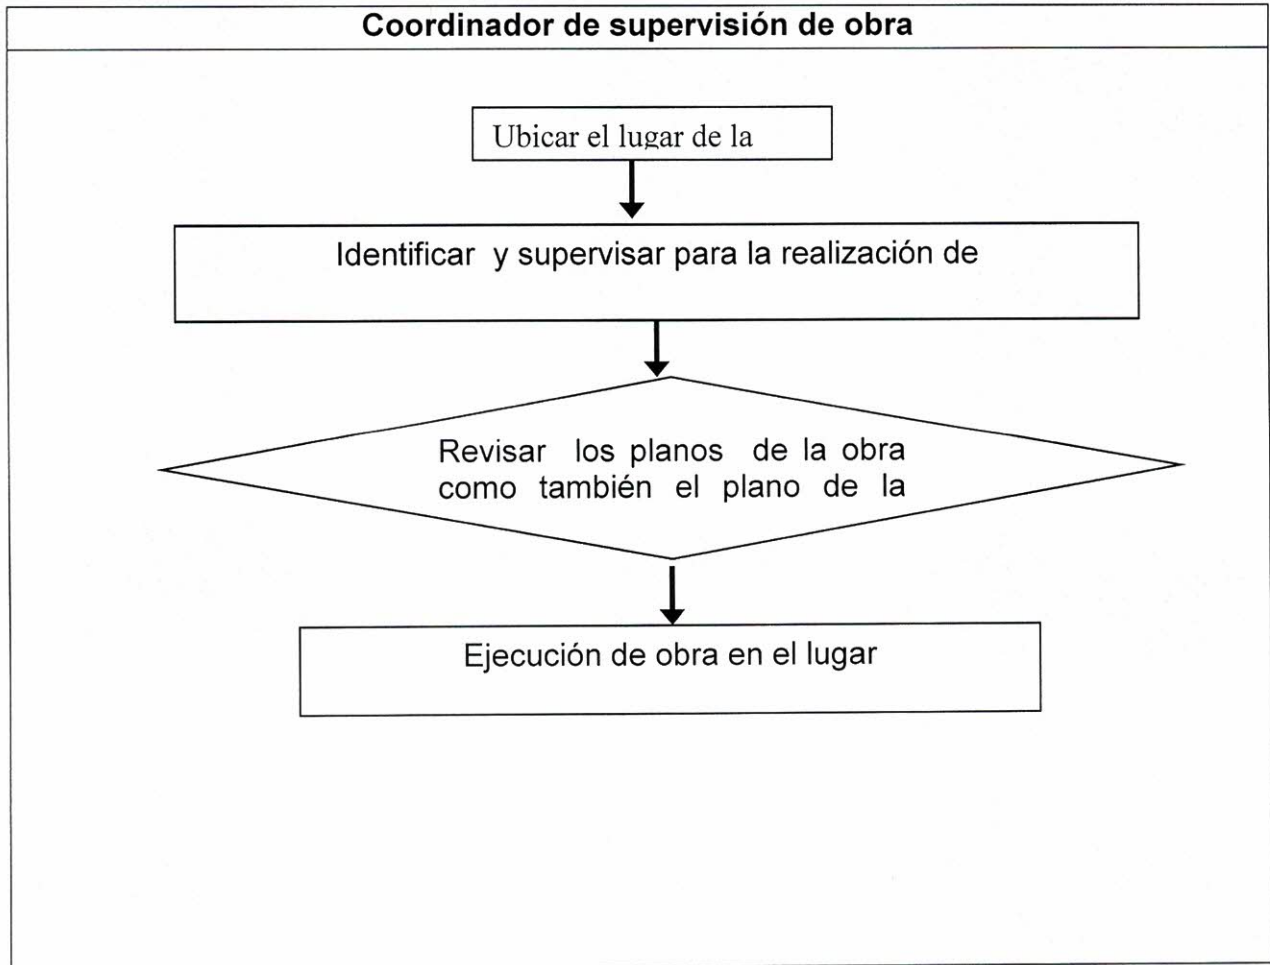 Coordinador de supervisión de obra
Ubicar el lugar de la
Identificar y supervisar para la realización de
Revisar los planos de la obra
como también el plano de la
Ejecución de obra en el lugar